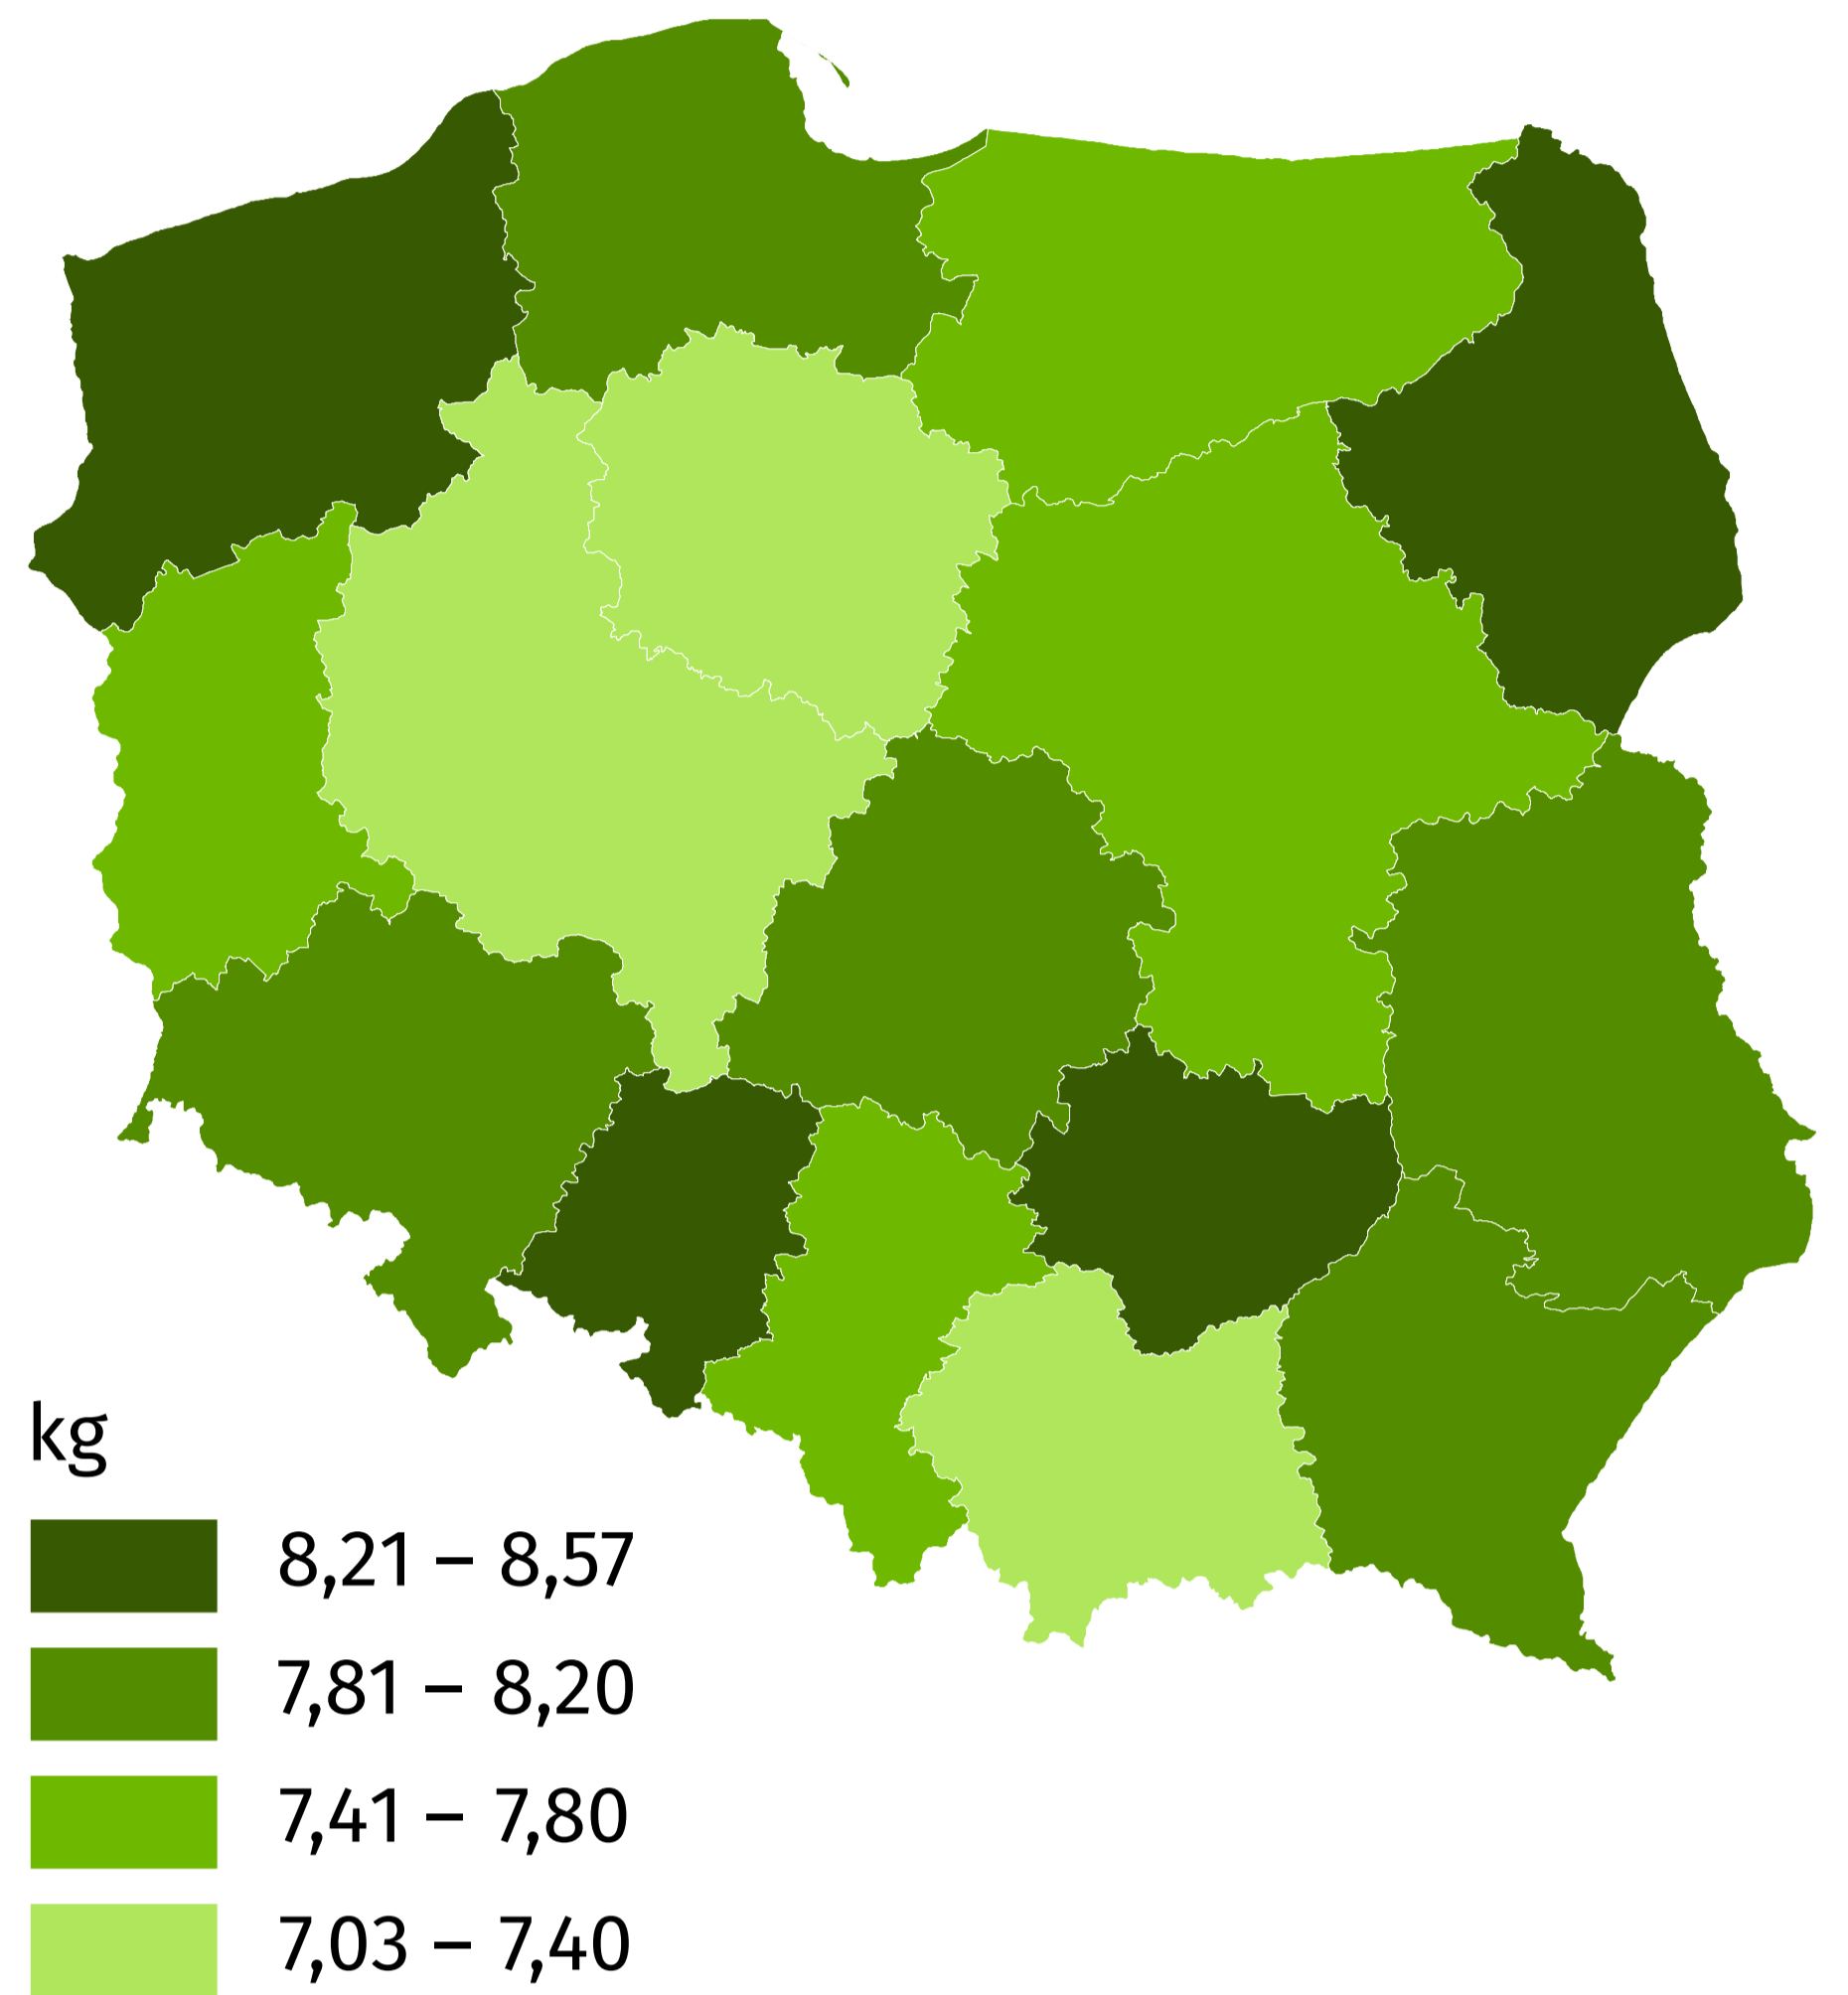 kg
8,21 – 8,57
7,81 – 8,20
7,41 – 7,80
7,03 – 7,40